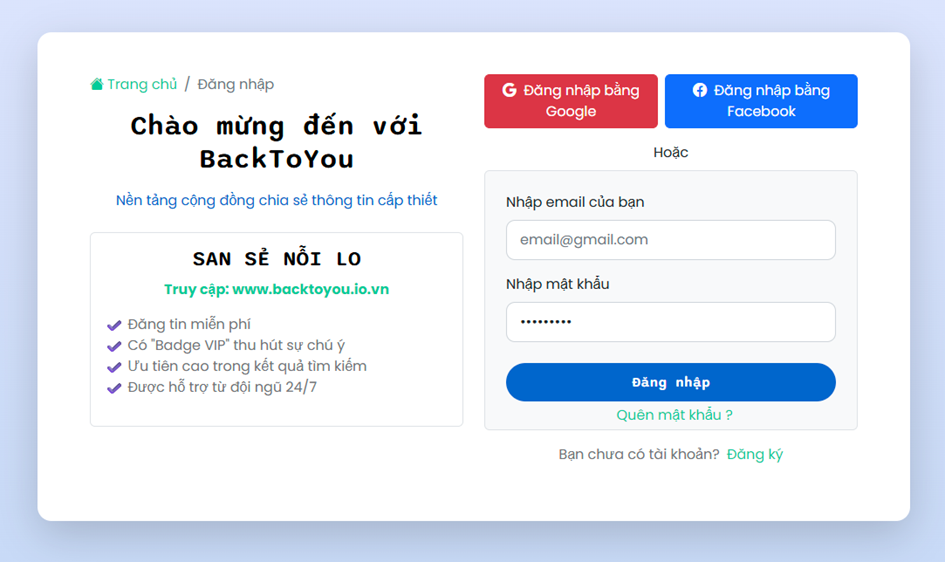 Trang chủ / Đăng nhập
Chào mừng đến với
BackToYou
Nền tảng cộng đồng chia sẻ thông tin cấp thiết
SAN SẺ NỖI LO
Truy cập: www.backtoyou.io.vn
Đăng tin miễn phí
Có "Badge VIP" thu hút sự chú ý
Ưu tiên cao trong kết quả tìm kiếm
Được hỗ trợ từ đội ngũ 24/7
Đăng nhập bằng
Google
Đăng nhập bằng
Facebook
Hoặc
Nhập email của bạn
email@gmail.com
Nhập mật khẩu
•••••••••
Đăng nhập
Quên mật khẩu ?
Bạn chưa có tài khoản? Đăng ký